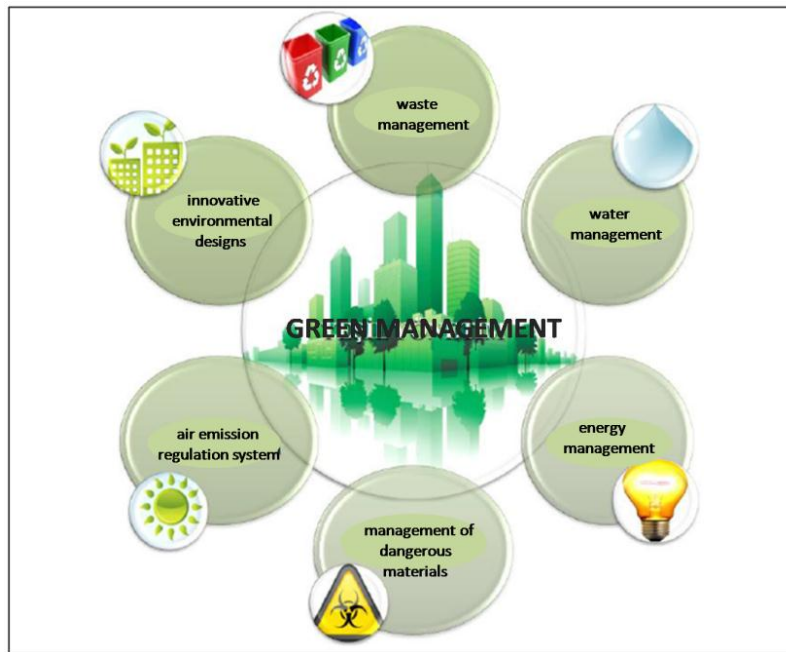 waste
management
water
management
energy
management
management of
dangerous
materials
air emission
regulation system
innovative
environmental
designs
GREEN MANAGEMENT